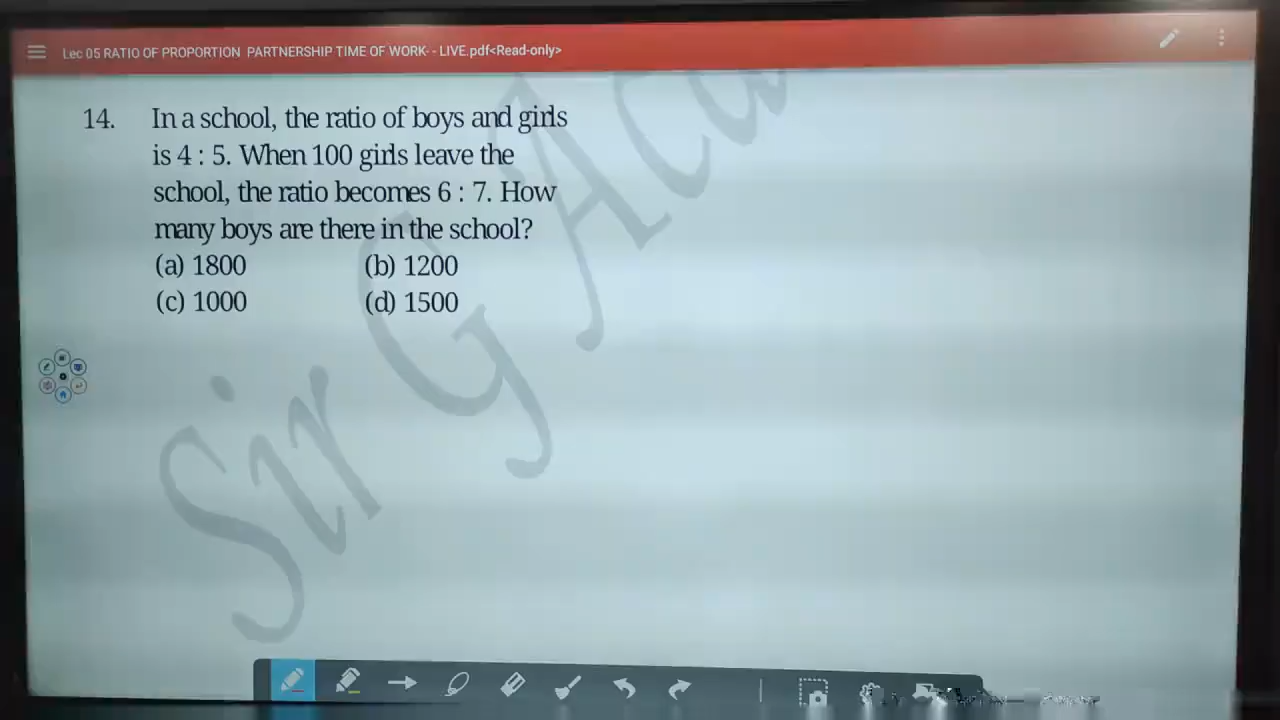 Lec 05 RATIO OF PROPORTION PARTNERSHIP TIME OF WORK- - LIVE.pdf<Read-only>
14. In a school, the ratio of boys and girls
is 4 : 5. When 100 girls leave the
school, the ratio becomes 6 : 7. How
many boys are there in the school?
(a) 1800 (b) 1200
(c) 1000 (d) 1500
Sir G Aca